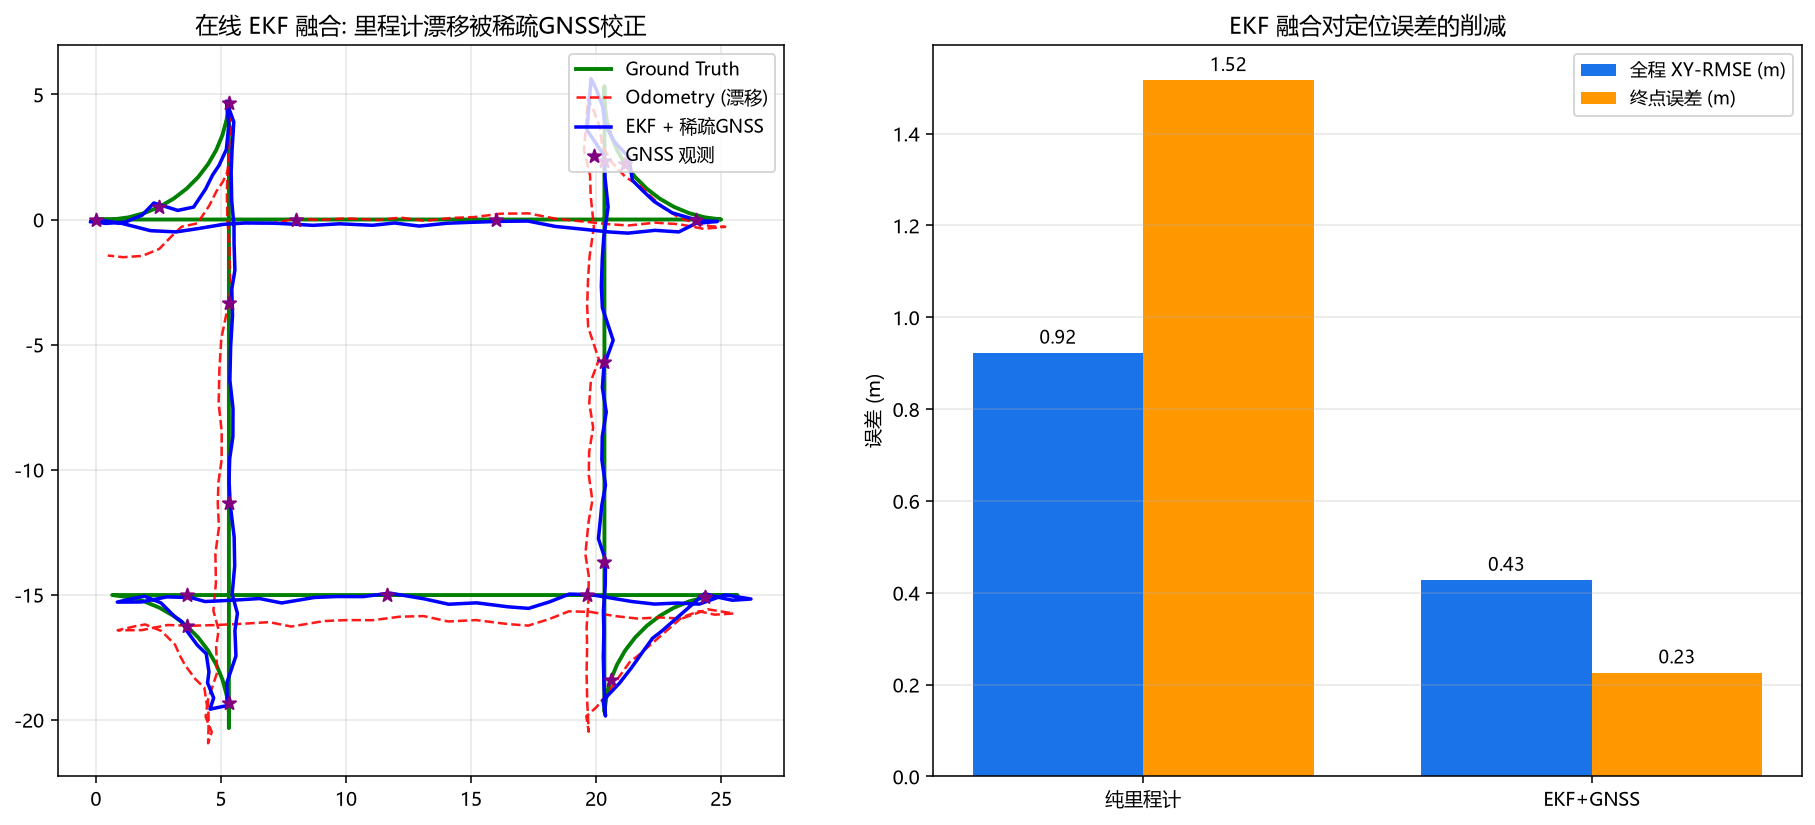 在线 EKF 融合: 里程计漂移被稀疏GNSS校正
Ground Truth
Odometry (漂移)
EKF + 稀疏GNSS
GNSS 观测
5
0
-5
-10
-15
-20
0
5
10
15
20
25
EKF 融合对定位误差的削减
全程 XY-RMSE (m)
终点误差 (m)
误差 (m)
1.4
1.2
1.0
0.8
0.6
0.4
0.2
0.0
0.92
1.52
0.43
0.23
纯里程计
EKF+GNSS